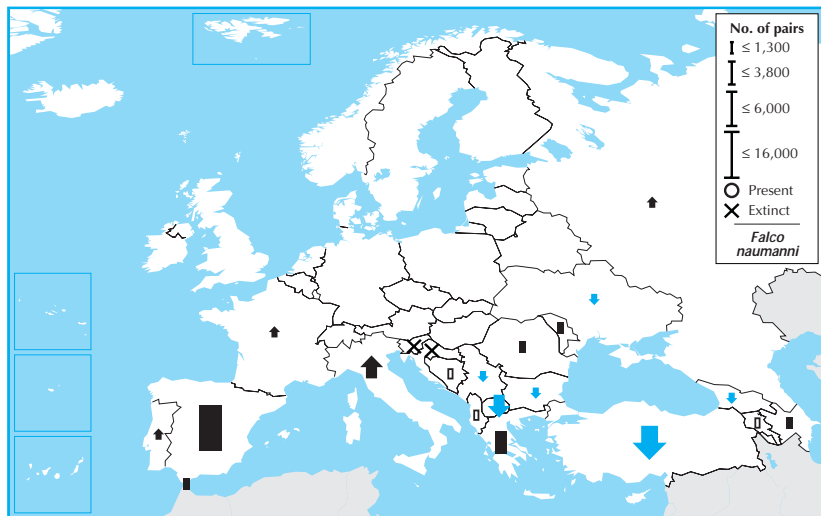 No. of pairs
≤ 1,300
≤ 3,800
≤ 6,000
≤ 16,000
Present
Extinct
Falco
naumanni